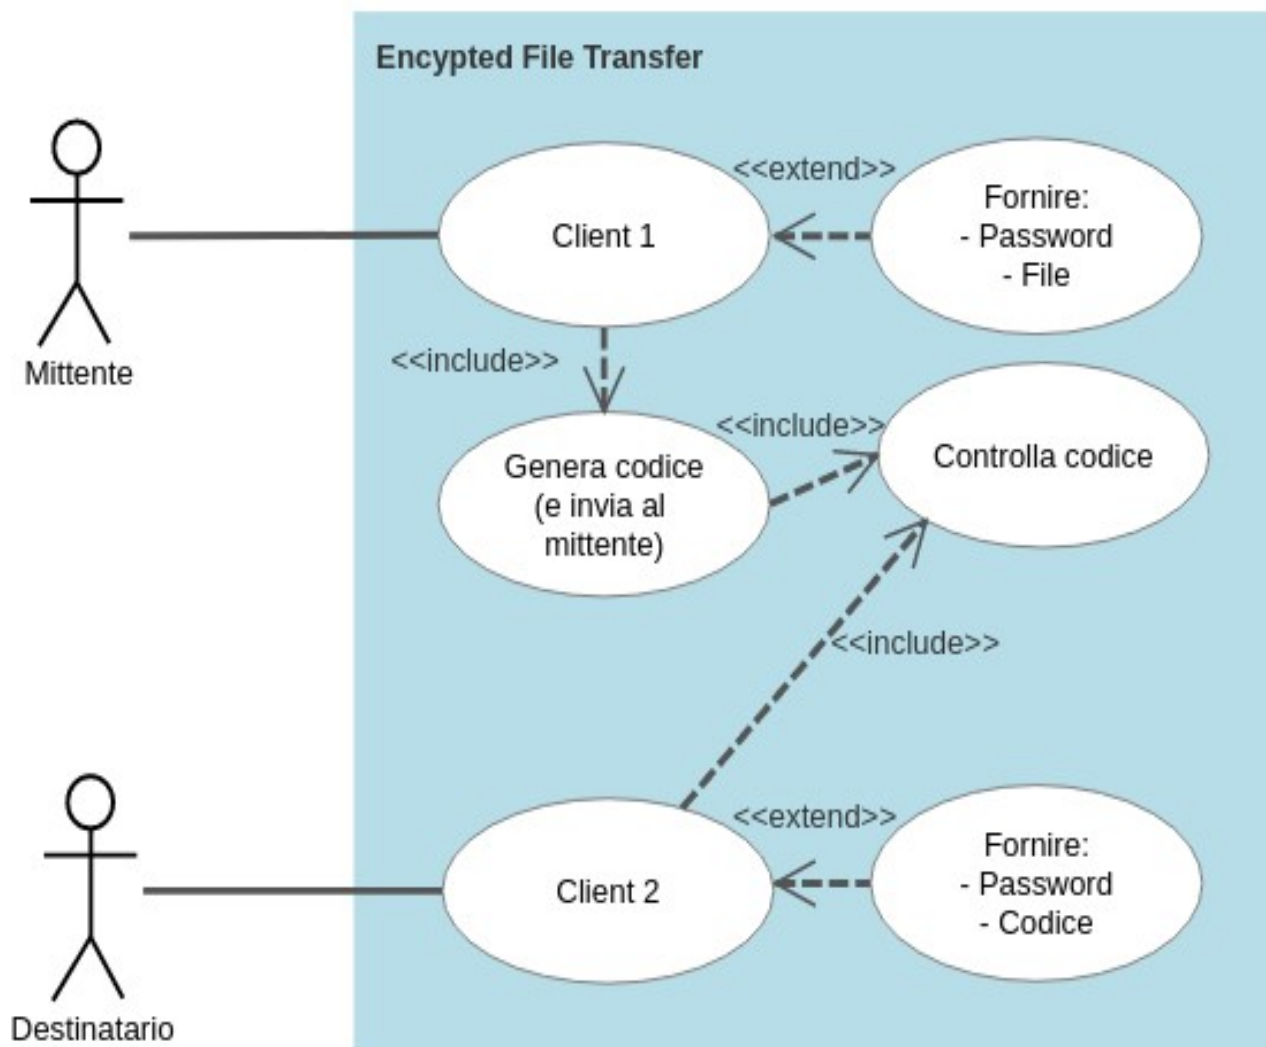 Encypted File Transfer
<<extend>>
Fornire:
- Password
- File
Client 1
Mittente
<<include>>
<<include>>
Controlla codice
Genera codice
(e invia al
mittente)
<<include>>
<<extend>>
Fornire:
- Password
- Codice
Client 2
Destinatario